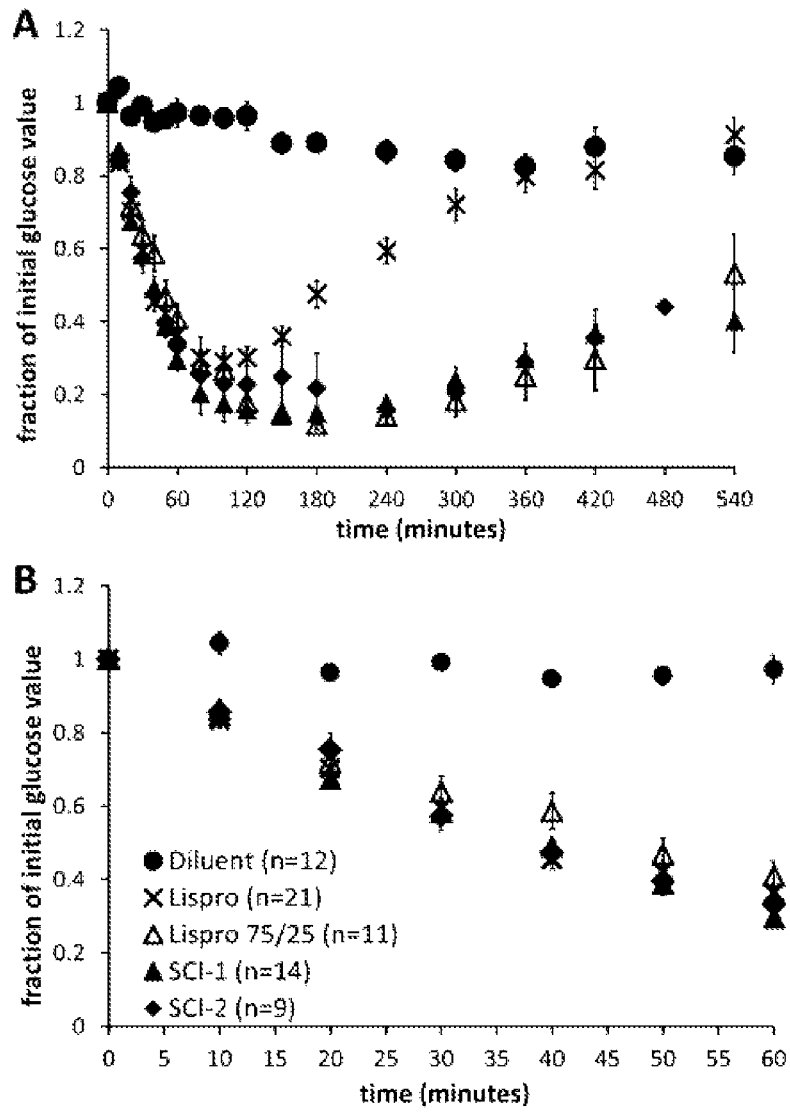 A
fraction of initial glucose value
1.2
1
0.8
0.6
0.4
0.2
0
0 60 120 180 240 300 360 420 480 540
time (minutes)
B
fraction of initial glucose value
1.2
1
0.8
0.6
0.4
0.2
0
Diluent (n=12)
Lispro (n=21)
Lispro 75/25 (n=11)
SCI-1 (n=14)
SCI-2 (n=9)
0 5 10 15 20 25 30 35 40 45 50 55 60
time (minutes)